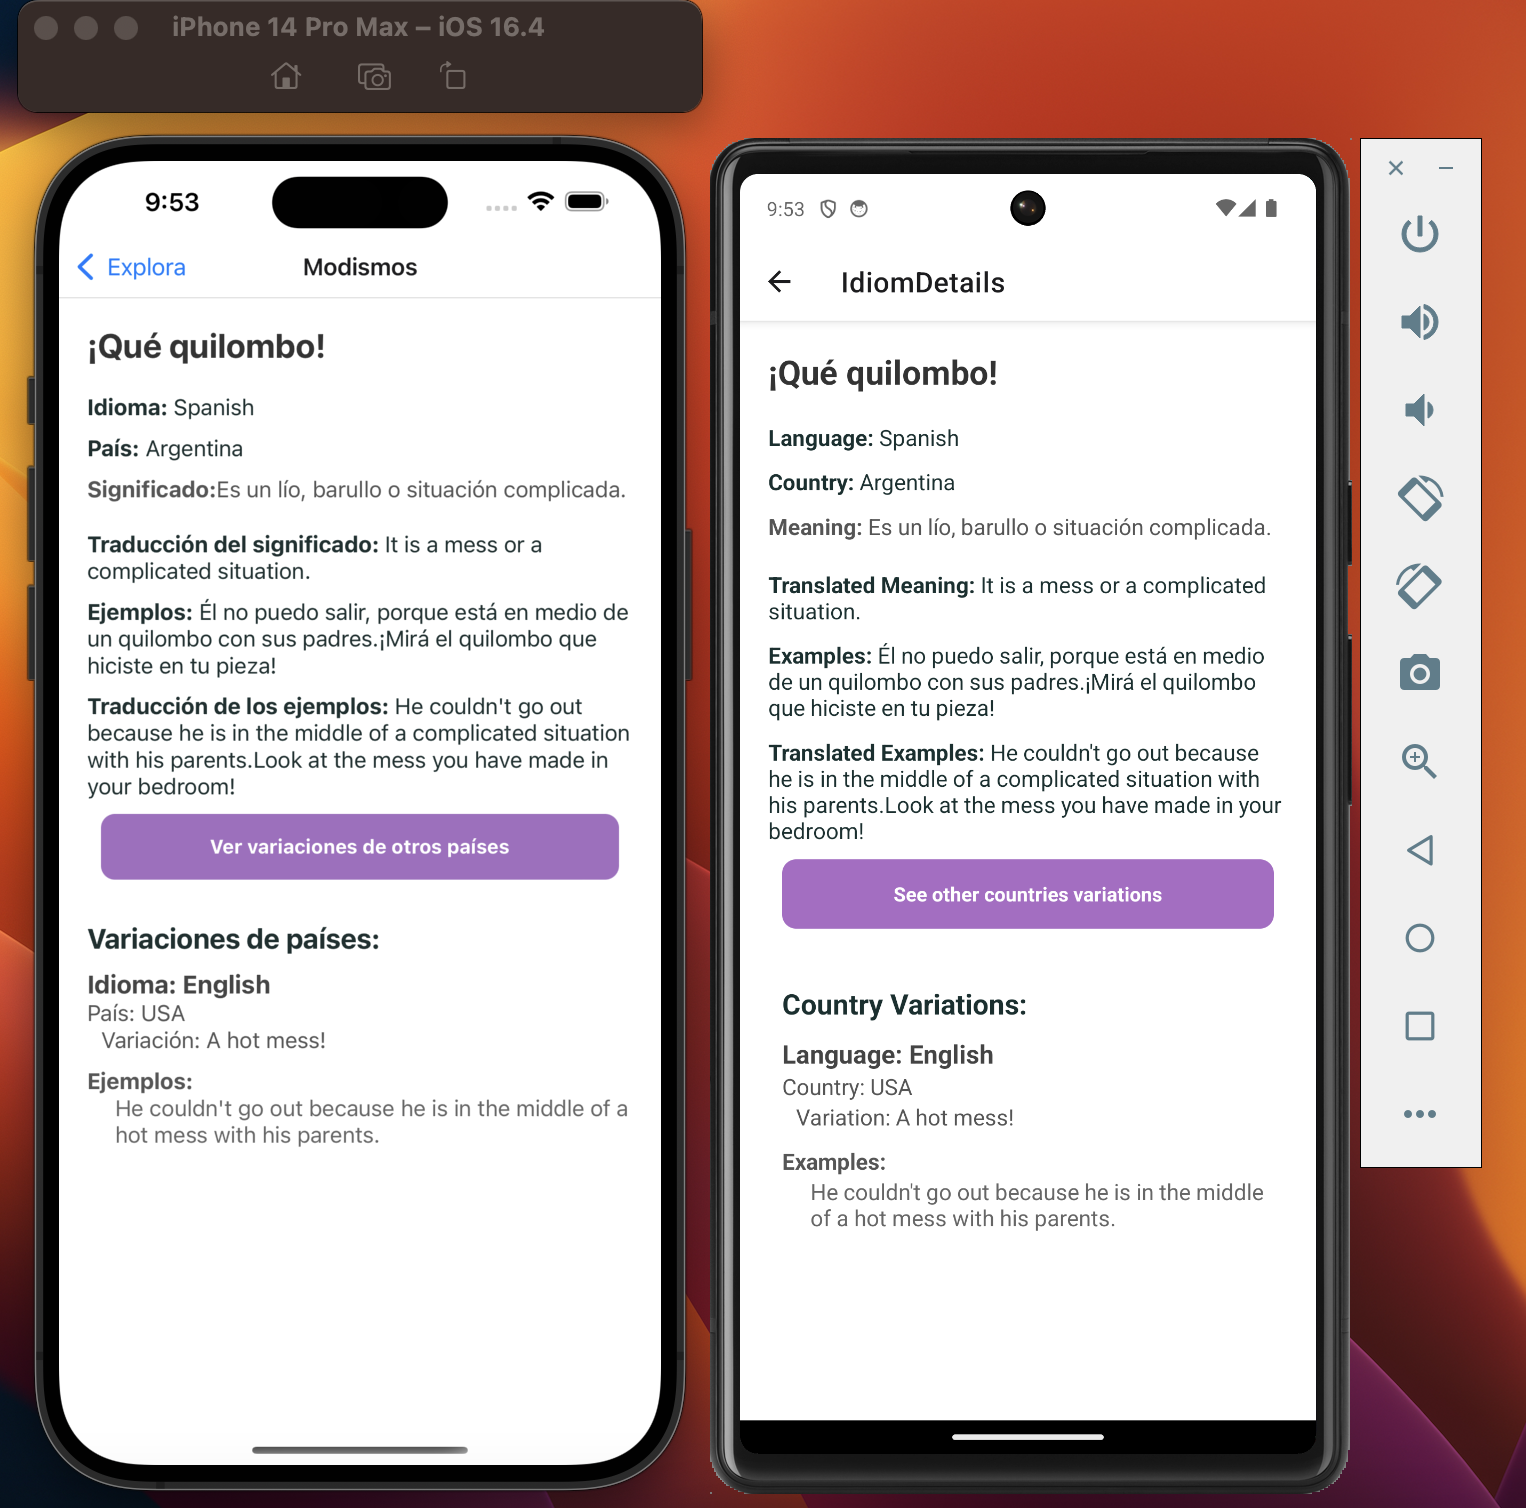 iPhone 14 Pro Max – iOS 16.4
9:53
Explora
Modismos
¡Qué quilombo!
Idioma: Spanish
País: Argentina
Significado:Es un lío, barullo o situación complicada.
Traducción del significado: It is a mess or a
complicated situation.
Ejemplos: Él no puedo salir, porque está en medio de
un quilombo con sus padres.¡Mirá el quilombo que
hiciste en tu pieza!
Traducción de los ejemplos: He couldn't go out
because he is in the middle of a complicated situation
with his parents.Look at the mess you have made in
your bedroom!
Ver variaciones de otros países
Variaciones de países:
Idioma: English
País: USA
Variación: A hot mess!
Ejemplos:
He couldn't go out because he is in the middle of a
hot mess with his parents.
9:53
IdiomDetails
¡Qué quilombo!
Language: Spanish
Country: Argentina
Meaning: Es un lío, barullo o situación complicada.
Translated Meaning: It is a mess or a complicated
situation.
Examples: Él no puedo salir, porque está en medio
de un quilombo con sus padres.¡Mirá el quilombo
que hiciste en tu pieza!
Translated Examples: He couldn't go out because
he is in the middle of a complicated situation with
his parents.Look at the mess you have made in your
bedroom!
See other countries variations
Country Variations:
Language: English
Country: USA
Variation: A hot mess!
Examples:
He couldn't go out because he is in the middle
of a hot mess with his parents.